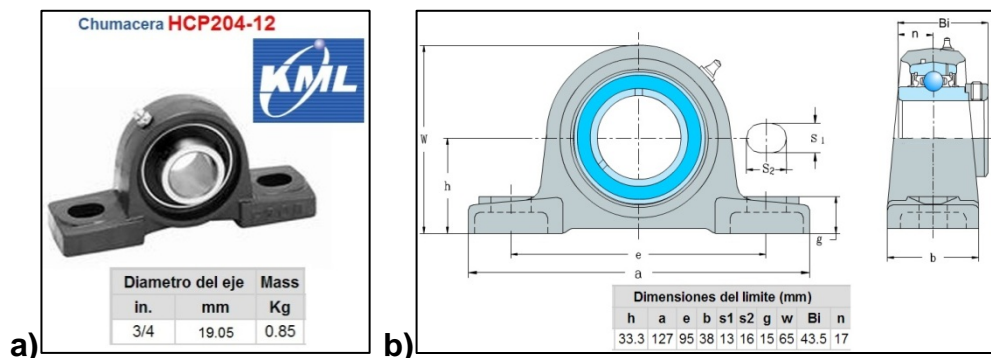 Chumacera HCP204-12
KML
Diametro del eje Mass
in. mm Kg
3/4 19.05 0.85
a)
Bi
n
W
h
S1
S2
g
e
a
b
Dimensiones del limite (mm)
h a e b s1 s2 g w Bi n
33.3 127 95 38 13 16 15 65 43.5 17
b)